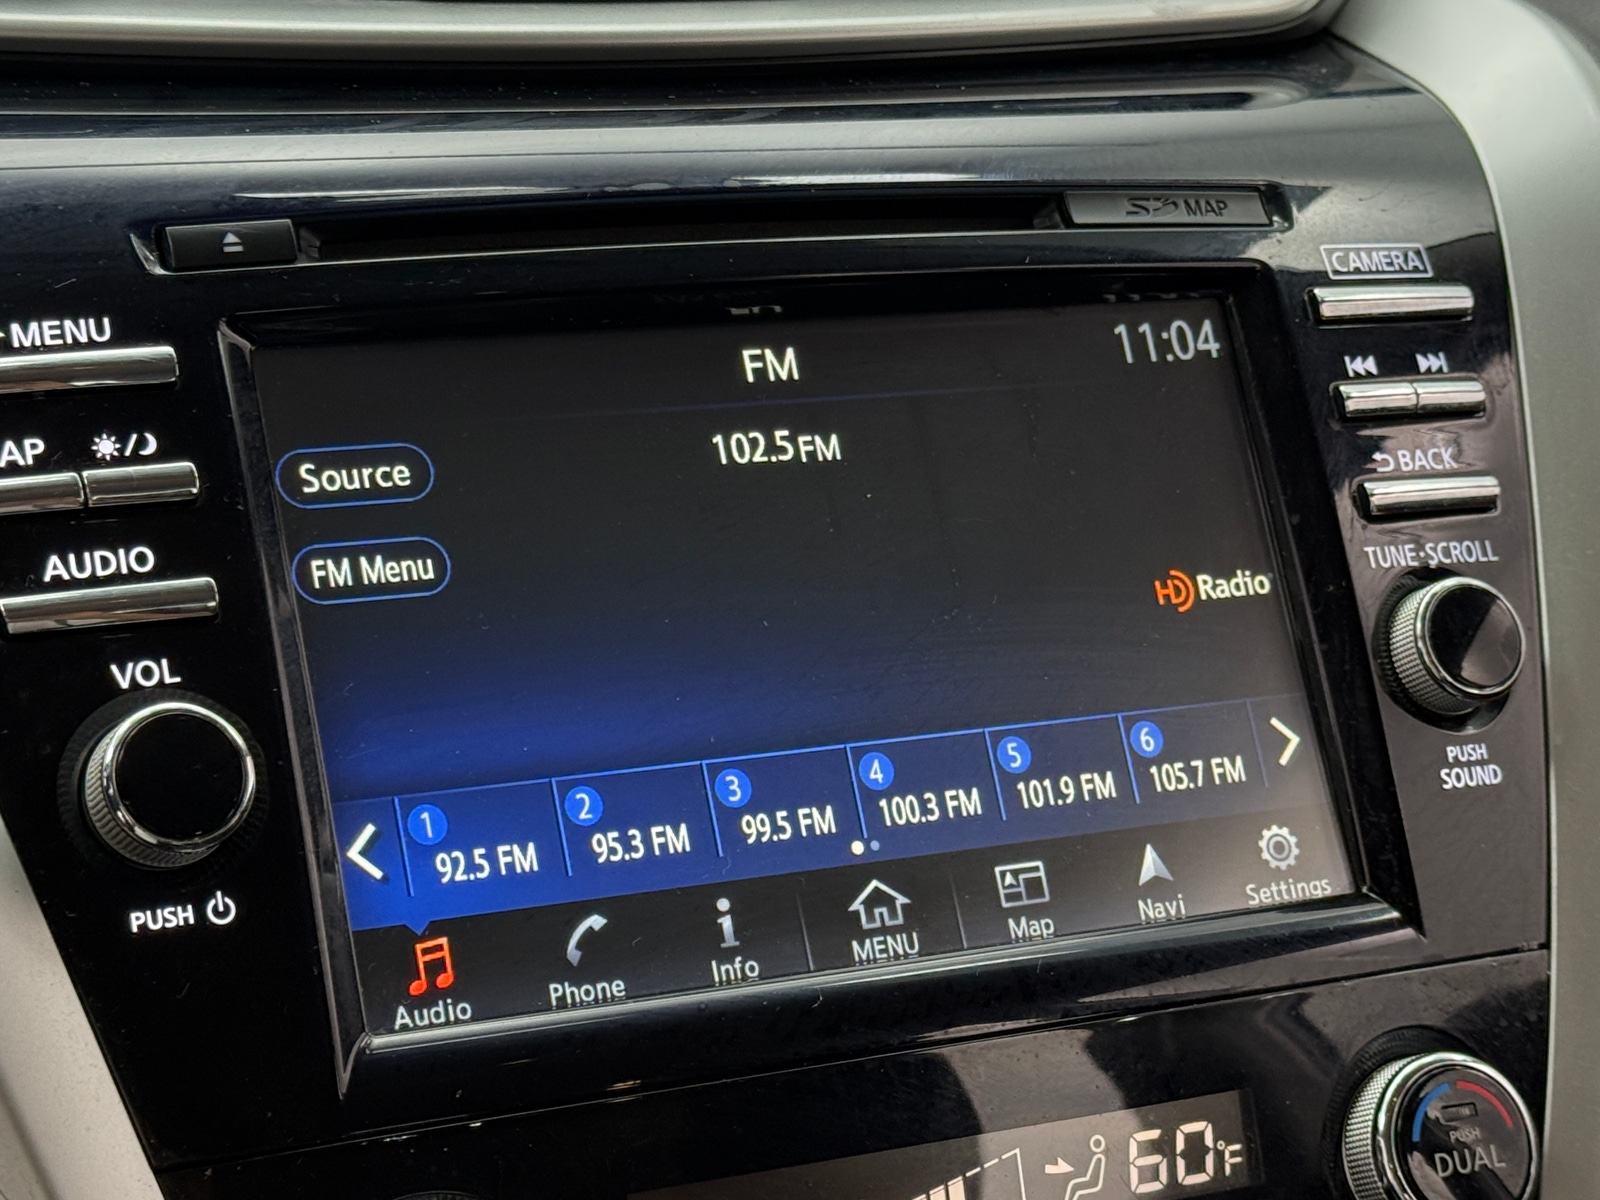 SD MAP
CAMERA
MENU
FM
11:04
AP
BACK
102.5 FM
Source
TUNE·SCROLL
AUDIO
FM Menu
HD Radio
VOL
PUSH
SOUND
1
92.5 FM
2
95.3 FM
3
99.5 FM
4
100.3 FM
5
101.9 FM
6
105.7 FM
PUSH
Audio
Phone
Info
MENU
Map
Navi
Settings
60°F
PUSH
DUAL